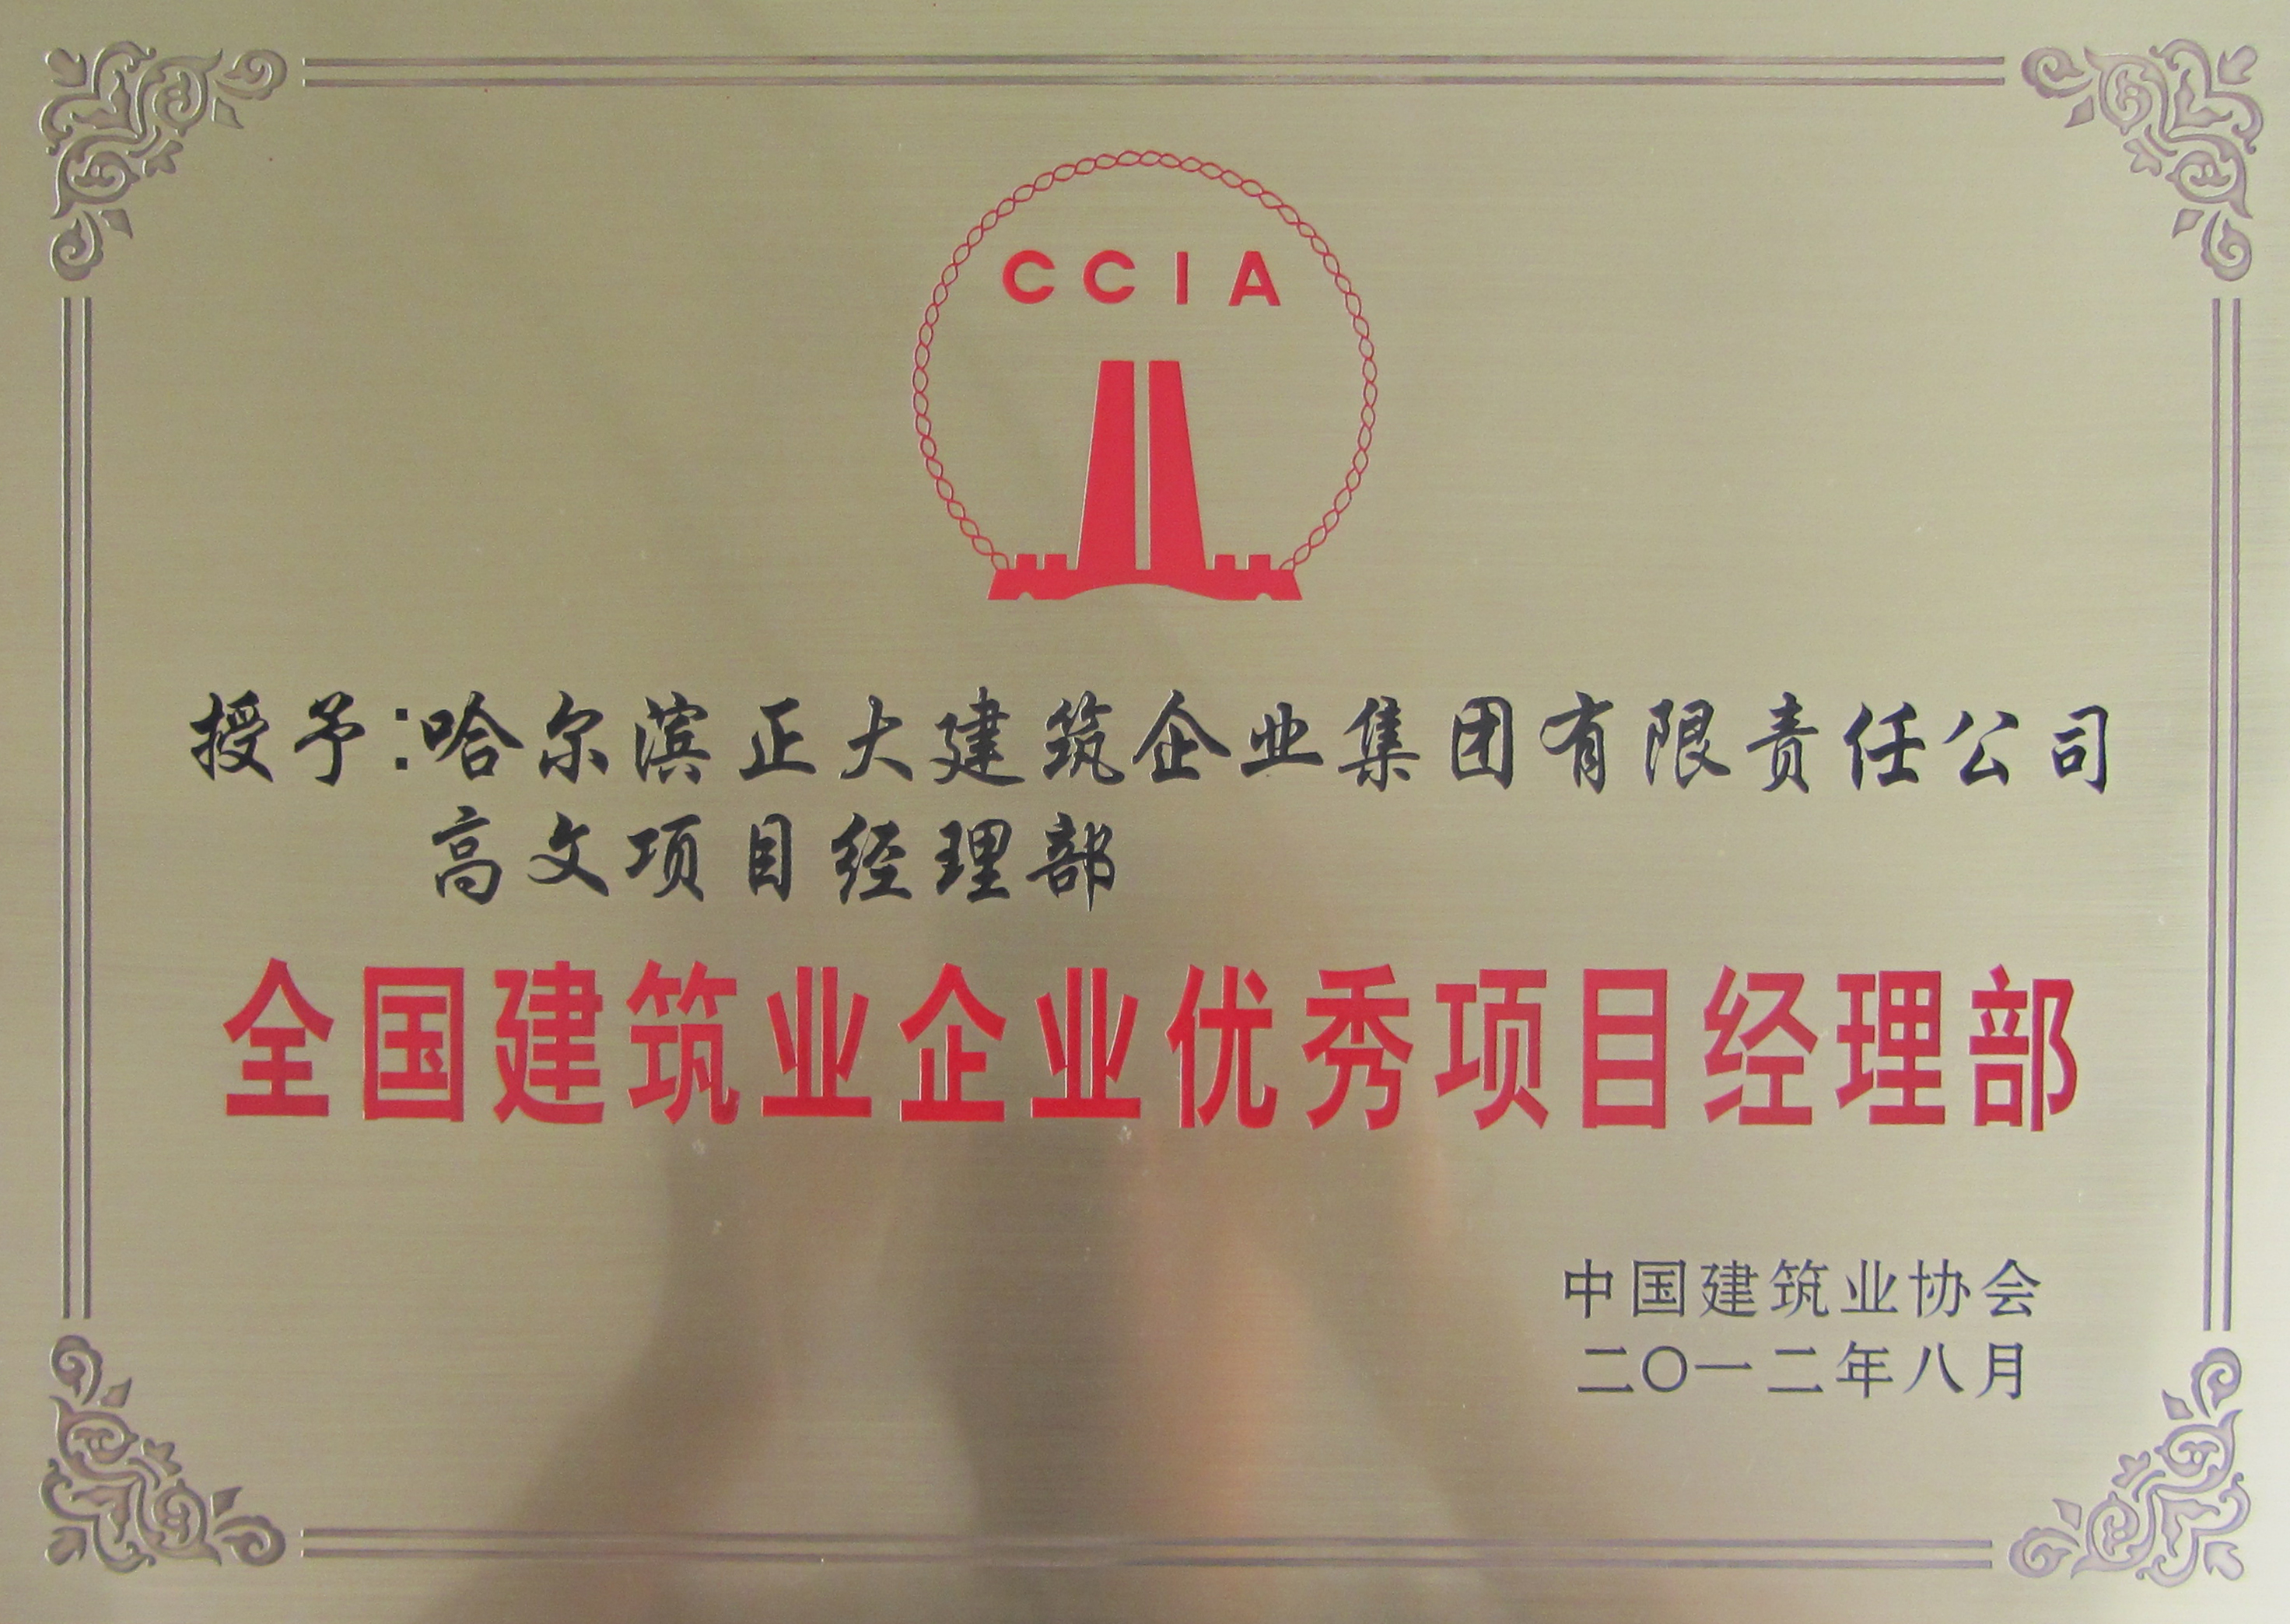 CCIA
授予:哈尔滨正大建筑企业集团有限责任公司
高文项目经理部
全国建筑业企业优秀项目经理部
中国建筑业协会
二〇一二年八月